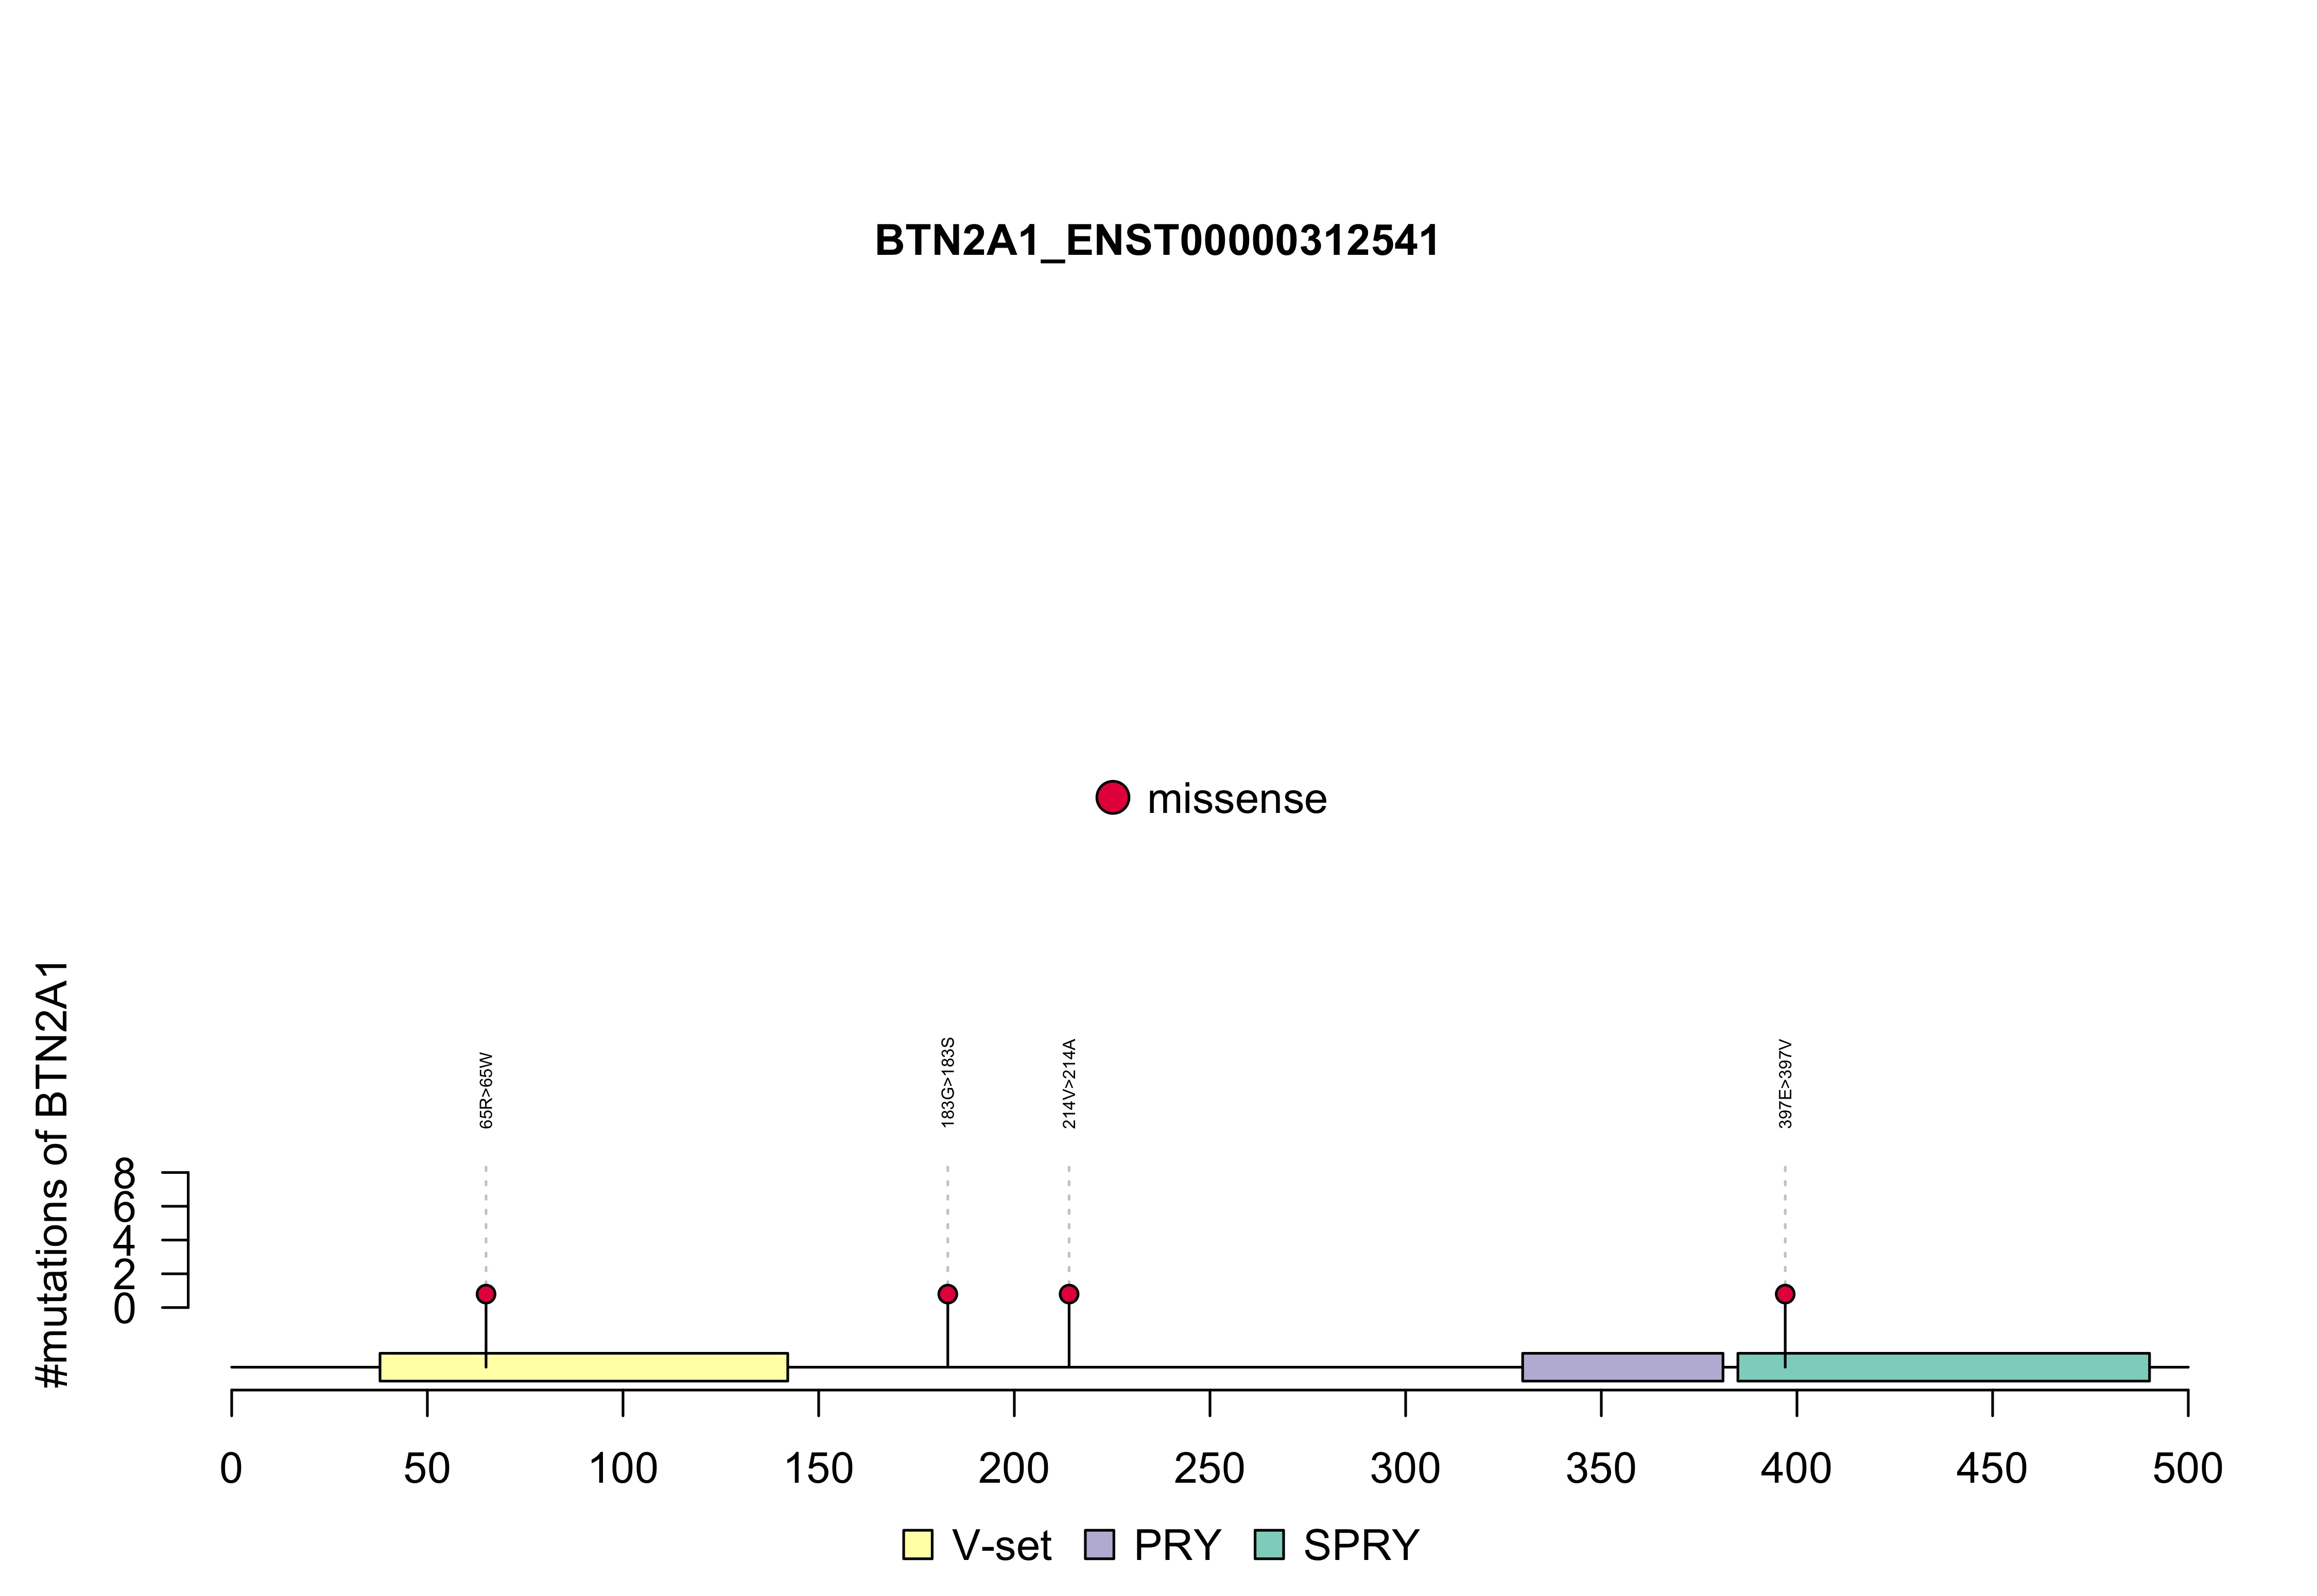 BTN2A1_ENST00000312541
missense
#mutations of BTN2A1
65R>65W
183G>183S
214V>214A
397E>397V
8
6
4
2
0
0 50 100 150 200 250 300 350 400 450 500
V-set PRY SPRY